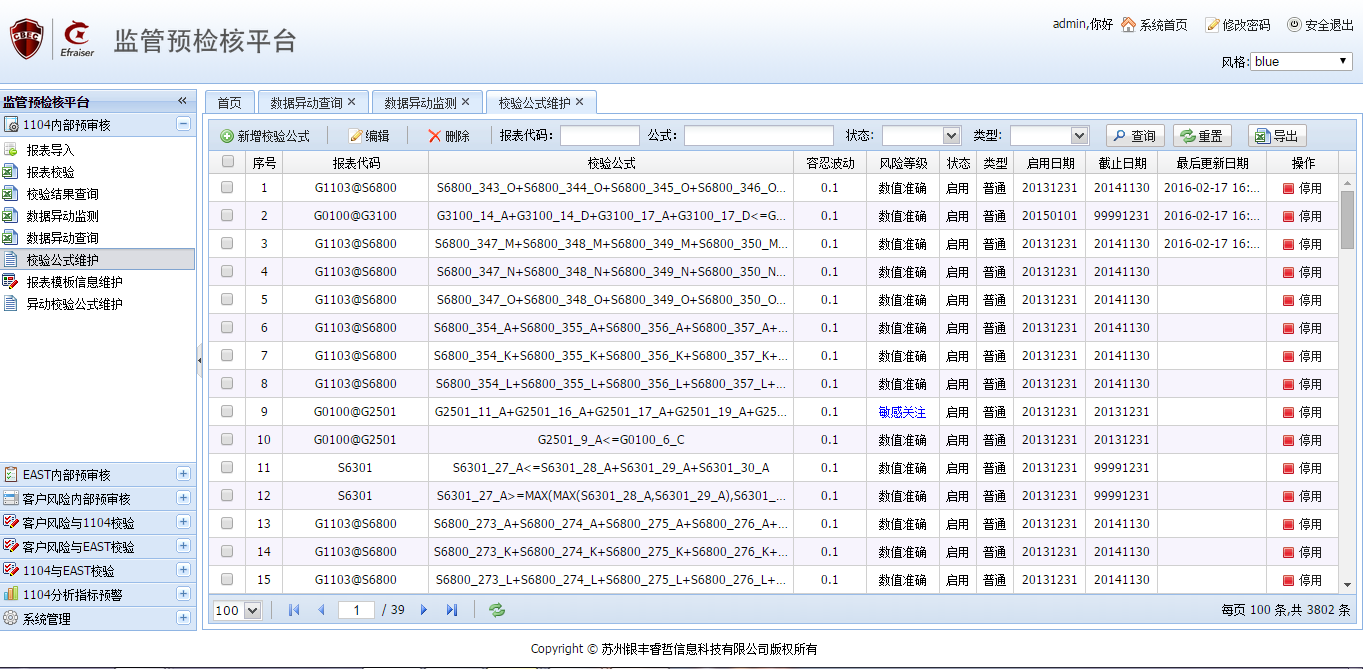 CBEC
Efraiser
监管预检核平台
admin,你好 系统首页 修改密码 安全退出
风格: blue
监管预检核平台
1104内部预审核
报表导入
报表校验
校验结果查询
数据异动监测
数据异动查询
校验公式维护
报表模板信息维护
异动校验公式维护
EAST内部预审核
客户风险内部预审核
客户风险与1104校验
客户风险与EAST校验
1104与EAST校验
1104分析指标预警
系统管理
首页 数据异动查询 数据异动监测 校验公式维护
新增校验公式 编辑 删除 报表代码: 公式: 状态: 类型: 查询 重置 导出
序号 报表代码 校验公式 容忍波动 风险等级 状态 类型 启用日期 截止日期 最后更新日期 操作
1 G1103@S6800 S6800_343_O+S6800_344_O+S6800_345_O+S6800_346_O... 0.1 数值准确 启用 普通 20131231 20141130 2016-02-17 16:... 停用
2 G0100@G3100 G3100_14_A+G3100_14_D+G3100_17_A+G3100_17_D<=G... 0.1 数值准确 启用 普通 20150101 99991231 2016-02-17 16:... 停用
3 G1103@S6800 S6800_347_M+S6800_348_M+S6800_349_M+S6800_350_M... 0.1 数值准确 启用 普通 20131231 20141130 2016-02-17 16:... 停用
4 G1103@S6800 S6800_347_N+S6800_348_N+S6800_349_N+S6800_350_N... 0.1 数值准确 启用 普通 20131231 20141130 停用
5 G1103@S6800 S6800_347_O+S6800_348_O+S6800_349_O+S6800_350_O... 0.1 数值准确 启用 普通 20131231 20141130 停用
6 G1103@S6800 S6800_354_A+S6800_355_A+S6800_356_A+S6800_357_A+... 0.1 数值准确 启用 普通 20131231 20141130 停用
7 G1103@S6800 S6800_354_K+S6800_355_K+S6800_356_K+S6800_357_K+... 0.1 数值准确 启用 普通 20131231 20141130 停用
8 G1103@S6800 S6800_354_L+S6800_355_L+S6800_356_L+S6800_357_L+... 0.1 数值准确 启用 普通 20131231 20141130 停用
9 G0100@G2501 G2501_11_A+G2501_16_A+G2501_17_A+G2501_19_A+G25... 0.1 敏感关注 启用 普通 20131231 20131231 停用
10 G0100@G2501 G2501_9_A<=G0100_6_C 0.1 数值准确 启用 普通 20131231 20131231 停用
11 S6301 S6301_27_A<=S6301_28_A+S6301_29_A+S6301_30_A 0.1 数值准确 启用 普通 20131231 99991231 停用
12 S6301 S6301_27_A>=MAX(MAX(S6301_28_A,S6301_29_A),S6301_... 0.1 数值准确 启用 普通 20131231 99991231 停用
13 G1103@S6800 S6800_273_A+S6800_274_A+S6800_275_A+S6800_276_A+... 0.1 数值准确 启用 普通 20131231 20141130 停用
14 G1103@S6800 S6800_273_K+S6800_274_K+S6800_275_K+S6800_276_K+... 0.1 数值准确 启用 普通 20131231 20141130 停用
15 G1103@S6800 S6800_273_L+S6800_274_L+S6800_275_L+S6800_276_L+... 0.1 数值准确 启用 普通 20131231 20141130 停用
100 1 / 39 每页 100 条,共 3802 条
Copyright © 苏州银丰睿哲信息科技有限公司版权所有